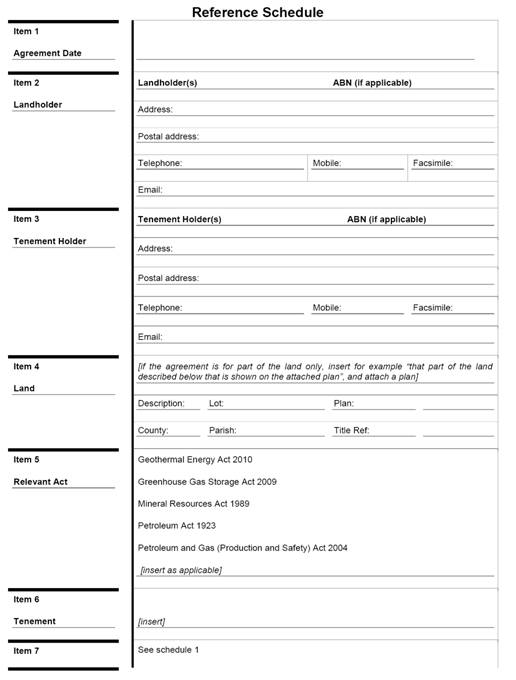 Reference Schedule
Item 1
Agreement Date
Item 2
Landholder
Landholder(s) ABN (if applicable)
Address:
Postal address:
Telephone: Mobile: Facsimile:
Email:
Item 3
Tenement Holder
Tenement Holder(s) ABN (if applicable)
Address:
Postal address:
Telephone: Mobile: Facsimile:
Email:
Item 4
Land
[if the agreement is for part of the land only, insert for example “that part of the land
described below that is shown on the attached plan”, and attach a plan]
Description: Lot: Plan:
County: Parish: Title Ref:
Item 5
Relevant Act
Geothermal Energy Act 2010
Greenhouse Gas Storage Act 2009
Mineral Resources Act 1989
Petroleum Act 1923
Petroleum and Gas (Production and Safety) Act 2004
[insert as applicable]
Item 6
Tenement
[insert]
Item 7
See schedule 1